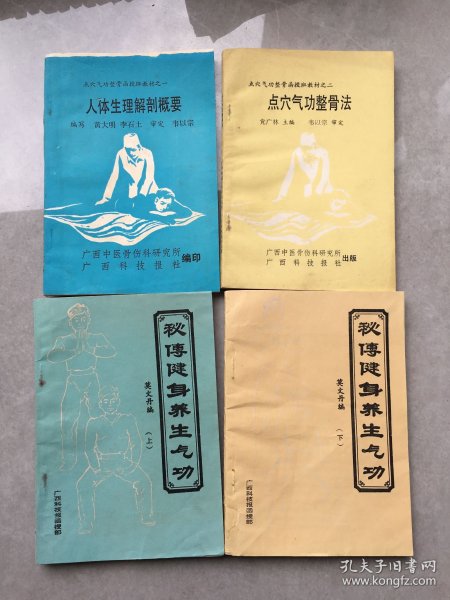 点穴气功整骨函授班教材之一
人体生理解剖概要
编写 黄大明 李石士 审定 韦以宗
广西中医骨伤科研究所
广西科技报社
编印
点穴气功整骨函授班教材之二
点穴气功整骨法
主编 韦以宗 审定
广西中医骨伤科研究所
广西科技报社
出版
秘传健身养生气功
莫文丹编
（上）
广西科技报函授部
秘传健身养生气功
莫文丹编
（下）
广西科技报函授部
孔夫子旧书网
www.kongfz.com